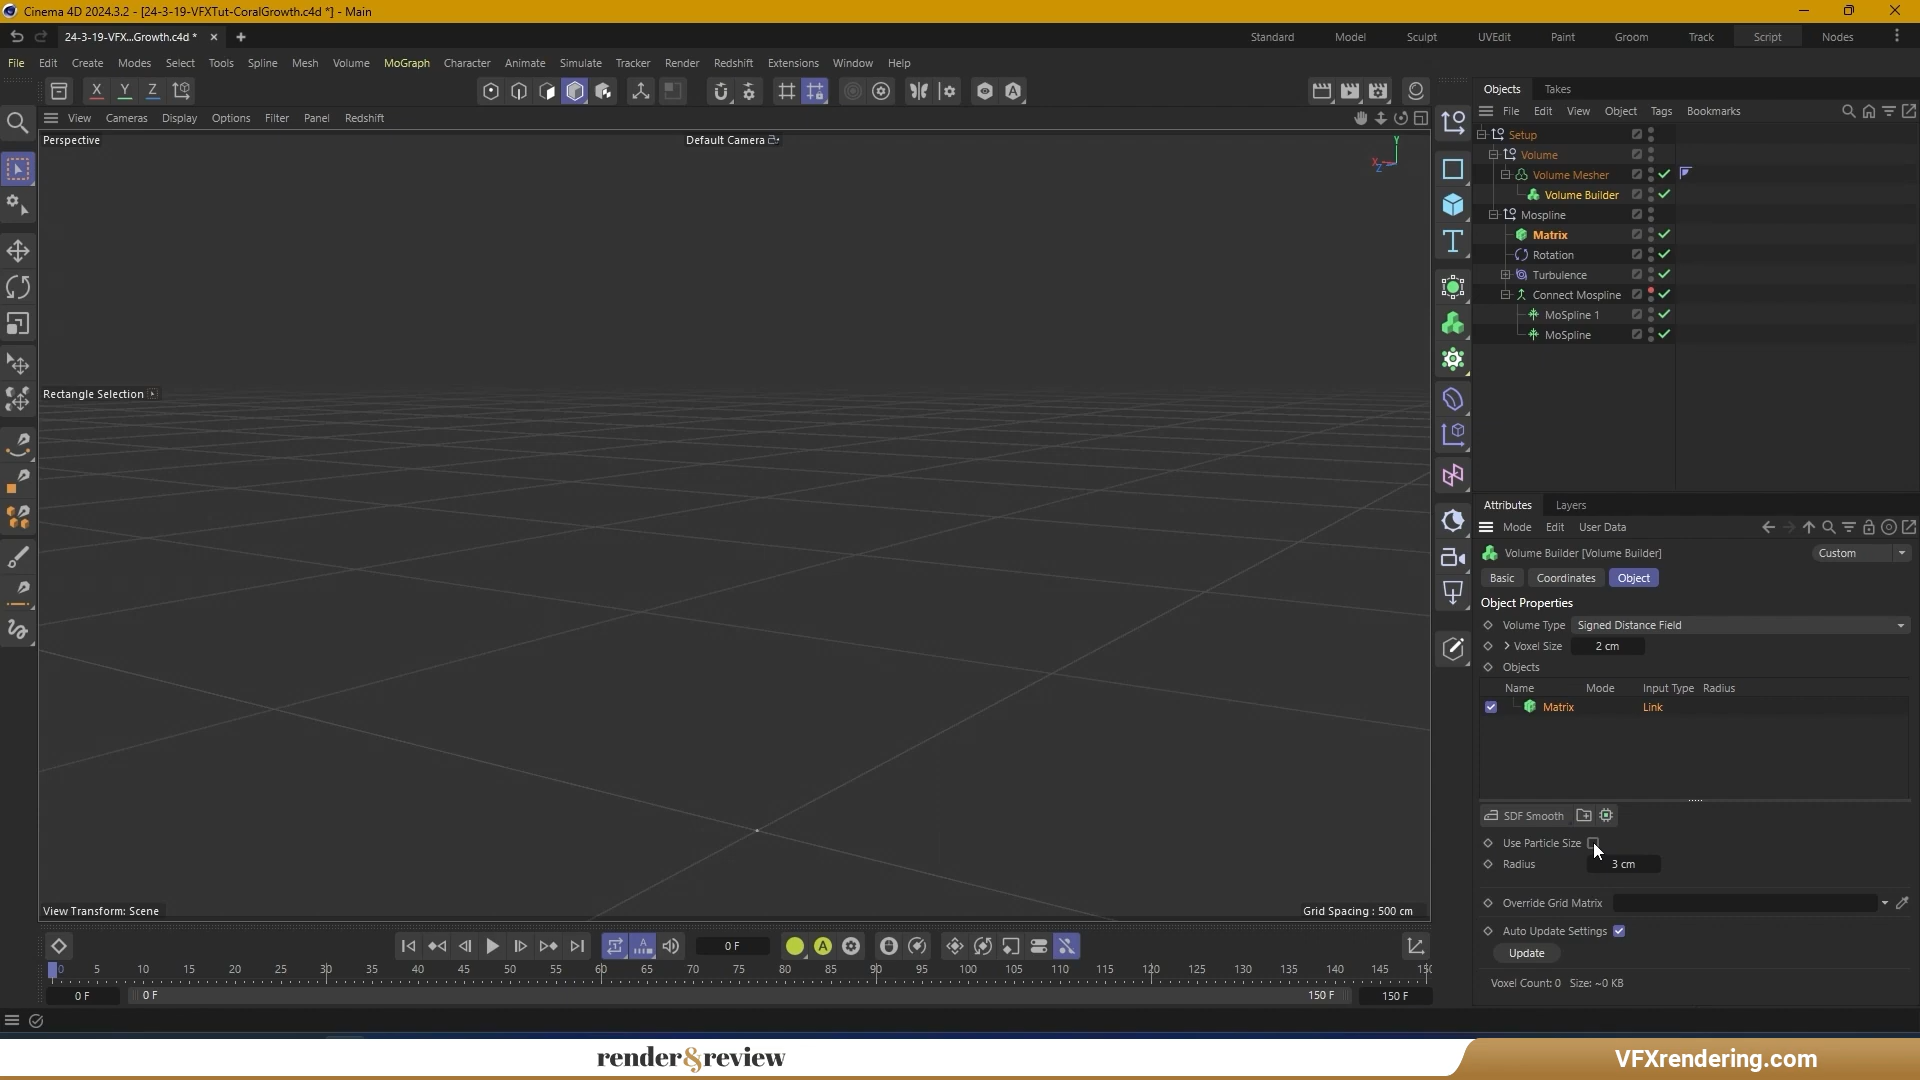 Cinema 4D 2024.3.2 - [24-3-19-VFXTut-CoralGrowth.c4d *] - Main
24-3-19-VFX...Growth.c4d *
Standard Model Sculpt UVEdit Paint Groom Track Script Nodes
File Edit Create Modes Select Tools Spline Mesh Volume MoGraph Character Animate Simulate Tracker Render Redshift Extensions Window Help
X Y Z
Objects Takes
File Edit View Object Tags Bookmarks
View Cameras Display Options Filter Panel Redshift
Perspective
Default Camera
Y
X
Z
Setup
Volume
Volume Mesher
Volume Builder
Mospline
Matrix
Rotation
Turbulence
Connect Mospline
MoSpline 1
MoSpline
Rectangle Selection
Attributes Layers
Mode Edit User Data
Volume Builder [Volume Builder]
Custom
Basic Coordinates Object
Object Properties
Volume Type Signed Distance Field
Voxel Size 2 cm
Objects
Name Mode Input Type Radius
Matrix Link
SDF Smooth
Use Particle Size
Radius 3 cm
Override Grid Matrix
Auto Update Settings
Update
Voxel Count: 0 Size: ~0 KB
View Transform: Scene
Grid Spacing : 500 cm
0 F
0 5 10 15 20 25 30 35 40 45 50 55 60 65 70 75 80 85 90 95 100 105 110 115 120 125 130 135 140 145 150
0 F 0 F 150 F 150 F
render&review
VFXrendering.com